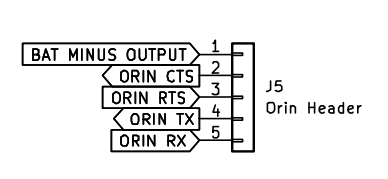 BAT MINUS OUTPUT 1
ORIN CTS 2
ORIN RTS 3
ORIN TX 4
ORIN RX 5
J5
Orin Header